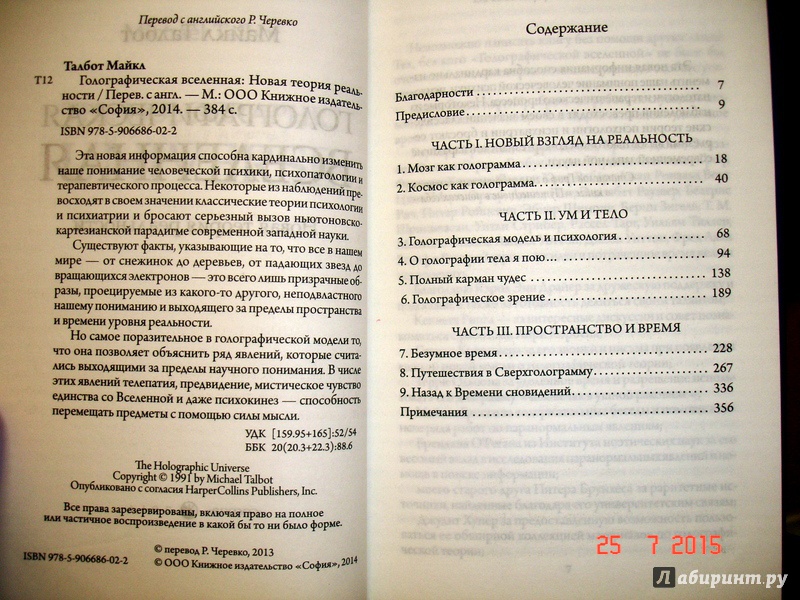 Перевод с английского Р. Черевко
Талбот Майкл
Т12 Голографическая вселенная: Новая теория реаль-
ности / Перев. с англ. — М.: ООО Книжное издатель-
ство «София», 2014. — 384 с.
ISBN 978-5-906686-02-2
Эта новая информация способна кардинально изменить
наше понимание человеческой психики, психопатологии и
терапевтического процесса. Некоторые из наблюдений пре-
восходят в своем значении классические теории психологии
и психиатрии и бросают серьезный вызов ньютоновско-
картезианской парадигме современной западной науки.
Существуют факты, указывающие на то, что все в нашем
мире — от снежинок до деревьев, от падающих звезд до
вращающихся электронов — это всего лишь призрачные об-
разы, проецируемые из какого-то другого, неподвластного
нашему пониманию и выходящего за пределы пространства
и времени уровня реальности.
Но самое поразительное в голографической модели то,
что она позволяет объяснить ряд явлений, которые счита-
лись выходящими за пределы научного понимания. В числе
этих явлений телепатия, предвидение, мистическое чувство
единства со Вселенной и даже психокинез — способность
перемещать предметы с помощью силы мысли.
УДК [159.95+165]:52/54
ББК 20(20.3+22.3):88.6
The Holographic Universe
Copyright © 1991 by Michael Talbot
Опубликовано с согласия HarperCollins Publishers, Inc.
Все права зарезервированы, включая право на полное
или частичное воспроизведение в какой бы то ни было форме.
© перевод Р. Черевко, 2013
ISBN 978-5-906686-02-2 © ООО Книжное издательство «София», 2014
Содержание
Благодарности 7
Предисловие 9
ЧАСТЬ I. НОВЫЙ ВЗГЛЯД НА РЕАЛЬНОСТЬ
1. Мозг как голограмма 18
2. Космос как голограмма 40
ЧАСТЬ II. УМ И ТЕЛО
3. Голографическая модель и психология 68
4. О голографии тела я пою... 94
5. Полный карман чудес 138
6. Голографическое зрение 189
ЧАСТЬ III. ПРОСТРАНСТВО И ВРЕМЯ
7. Безумное время 228
8. Путешествия в Сверхголограмму 267
9. Назад к Времени сновидений 336
Примечания 356
25 7 2015
Лабиринт.ру